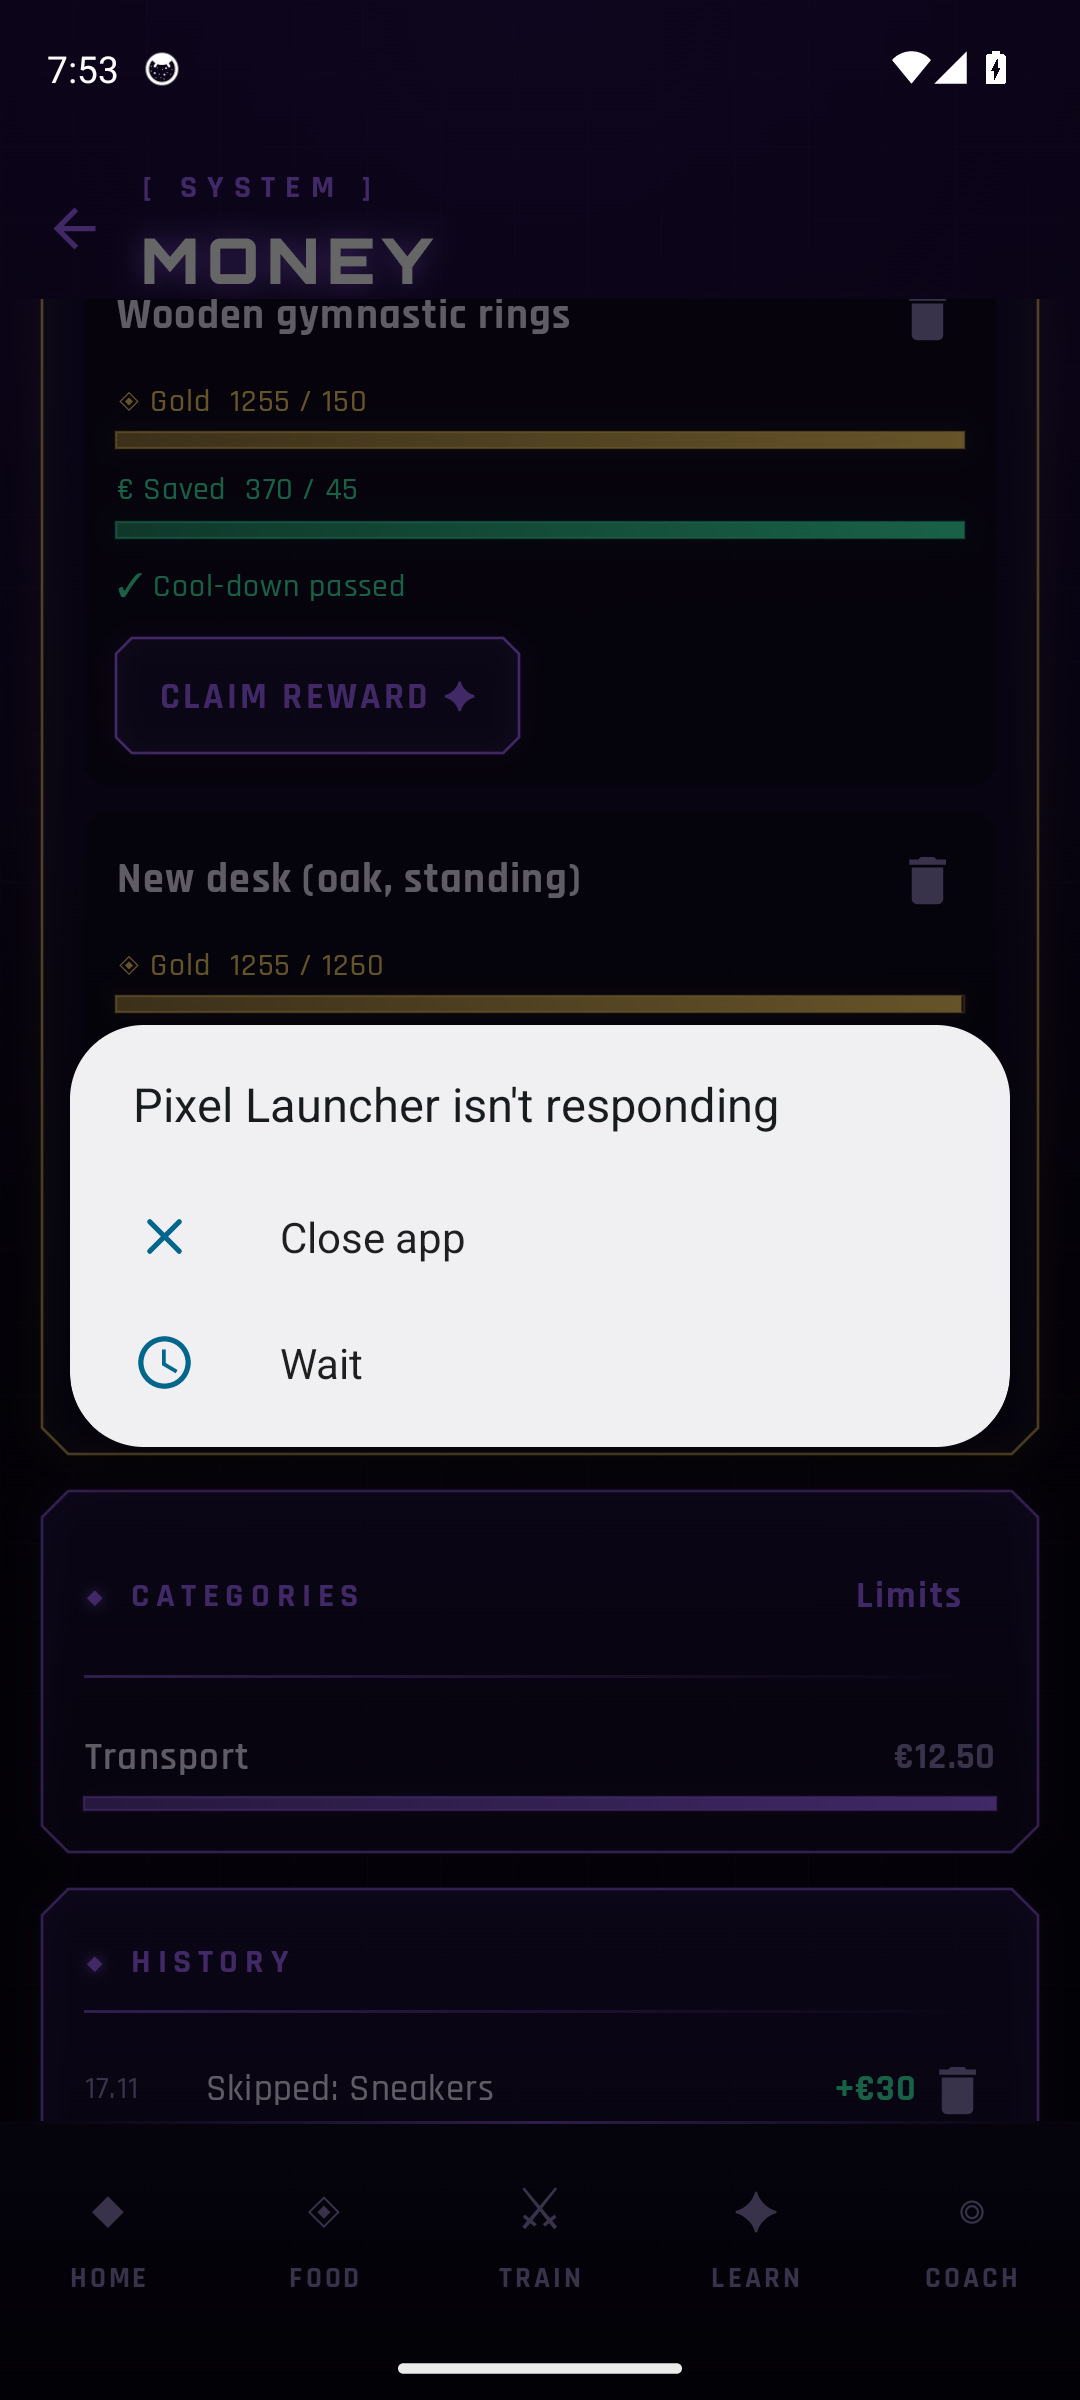 7:53
[ SYSTEM ]
MONEY
Wooden gymnastic rings
Gold 1255 / 150
€ Saved 370 / 45
✓ Cool-down passed
CLAIM REWARD ✦
New desk (oak, standing)
Gold 1255 / 1260
Pixel Launcher isn't responding
Close app
Wait
CATEGORIES
Limits
Transport €12.50
HISTORY
17.11 Skipped: Sneakers +€30
HOME FOOD TRAIN LEARN COACH